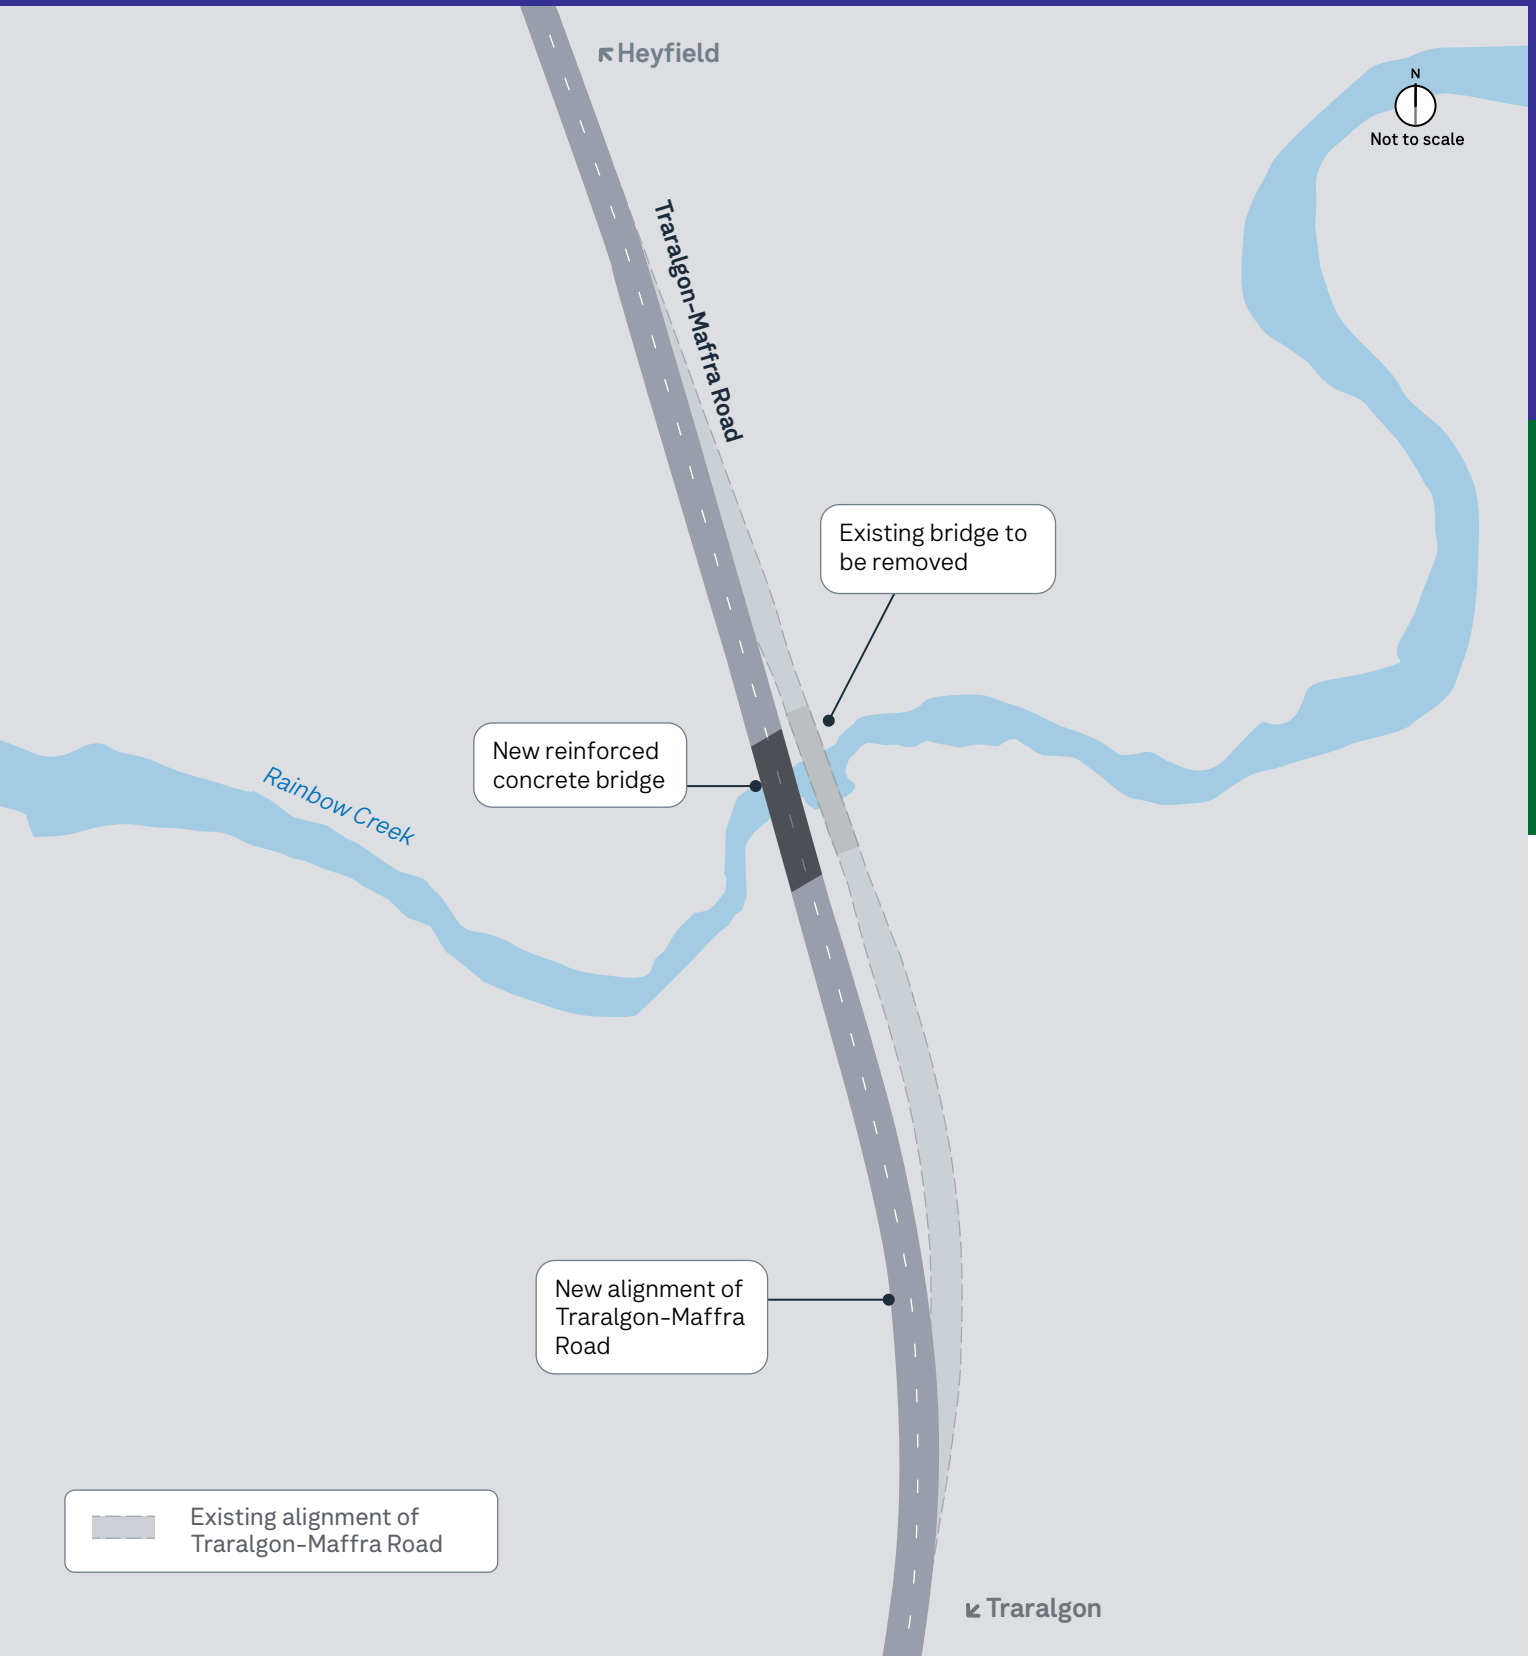 Heyfield
N
Not to scale
Traralgon-Maffra Road
Existing bridge to
be removed
New reinforced
concrete bridge
Rainbow Creek
New alignment of
Traralgon-Maffra
Road
Existing alignment of
Traralgon-Maffra Road
Traralgon